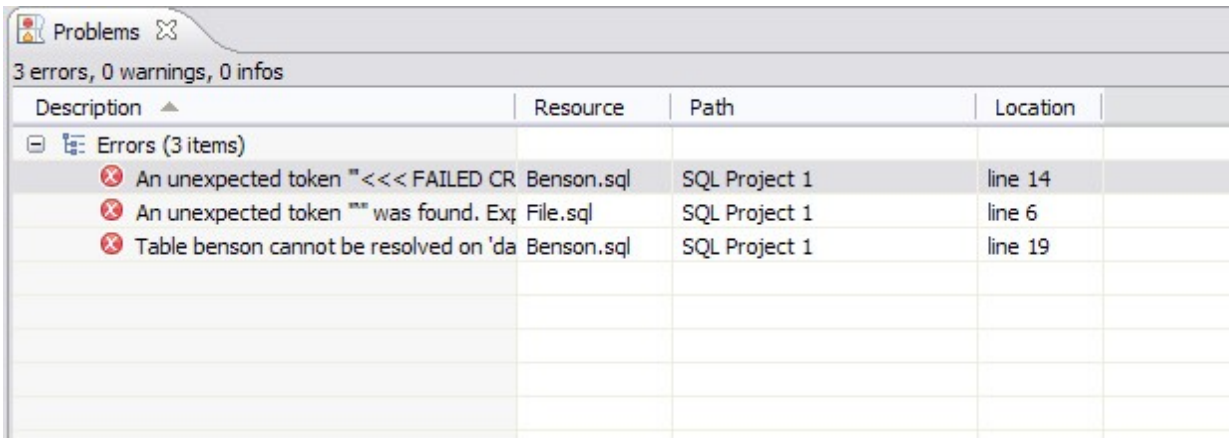 Problems
3 errors, 0 warnings, 0 infos
Description Resource Path Location
Errors (3 items)
An unexpected token "'<<< FAILED CR Benson.sql SQL Project 1 line 14
An unexpected token "'" was found. Exp File.sql SQL Project 1 line 6
Table benson cannot be resolved on 'da Benson.sql SQL Project 1 line 19